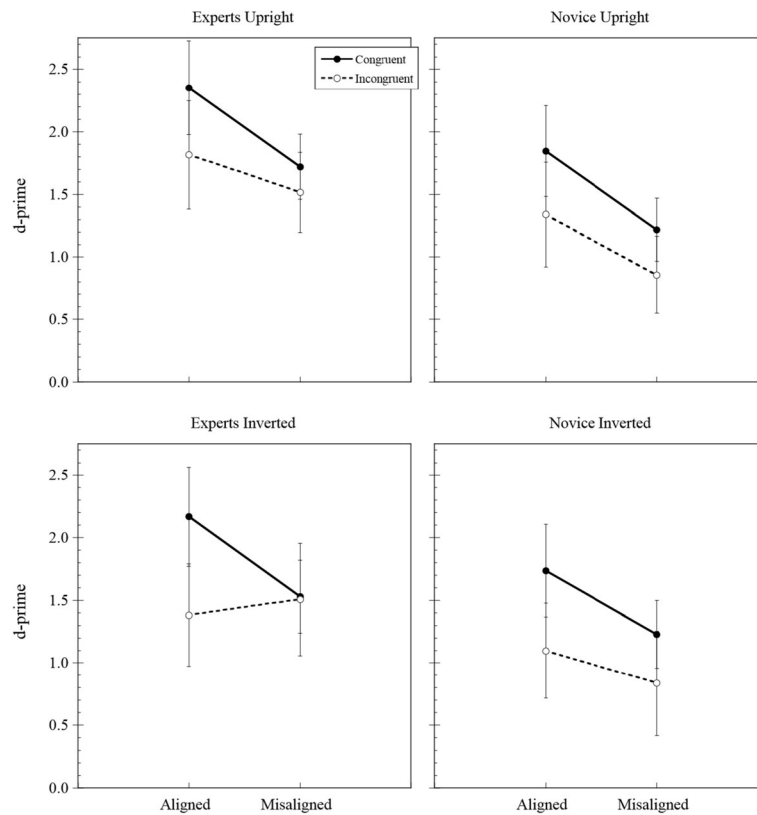 Experts Upright
Novice Upright
2.5
2.0
1.5
1.0
0.5
0.0
d-prime
Congruent
Incongruent
Experts Inverted
Novice Inverted
2.5
2.0
1.5
1.0
0.5
0.0
d-prime
Aligned
Misaligned
Aligned
Misaligned